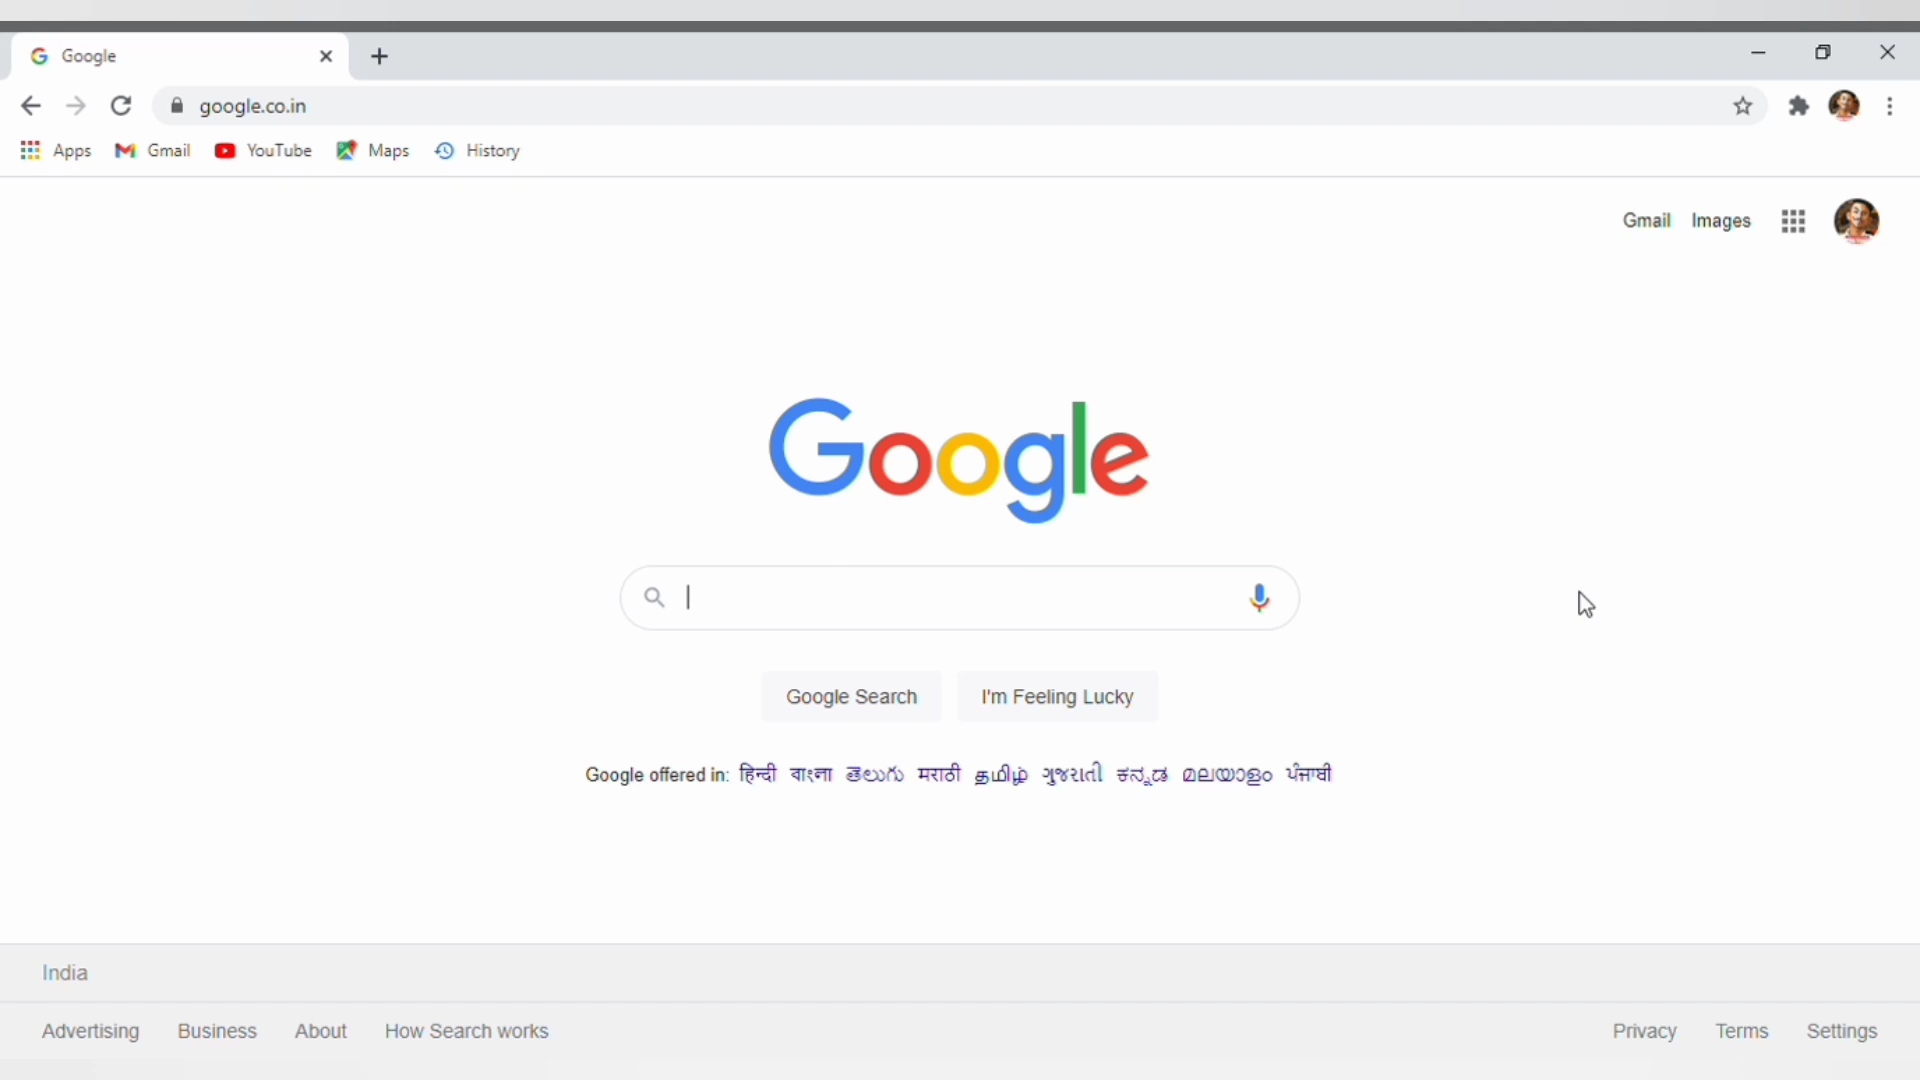 Google
google.co.in
Apps Gmail YouTube Maps History
Gmail Images
Google
Google Search I'm Feeling Lucky
Google offered in: हिन्दी বাংলা తెలుగు मराठी தமிழ் ગુજરાતી ಕನ್ನಡ മലയാളം ਪੰਜਾਬੀ
India
Advertising Business About How Search works Privacy Terms Settings